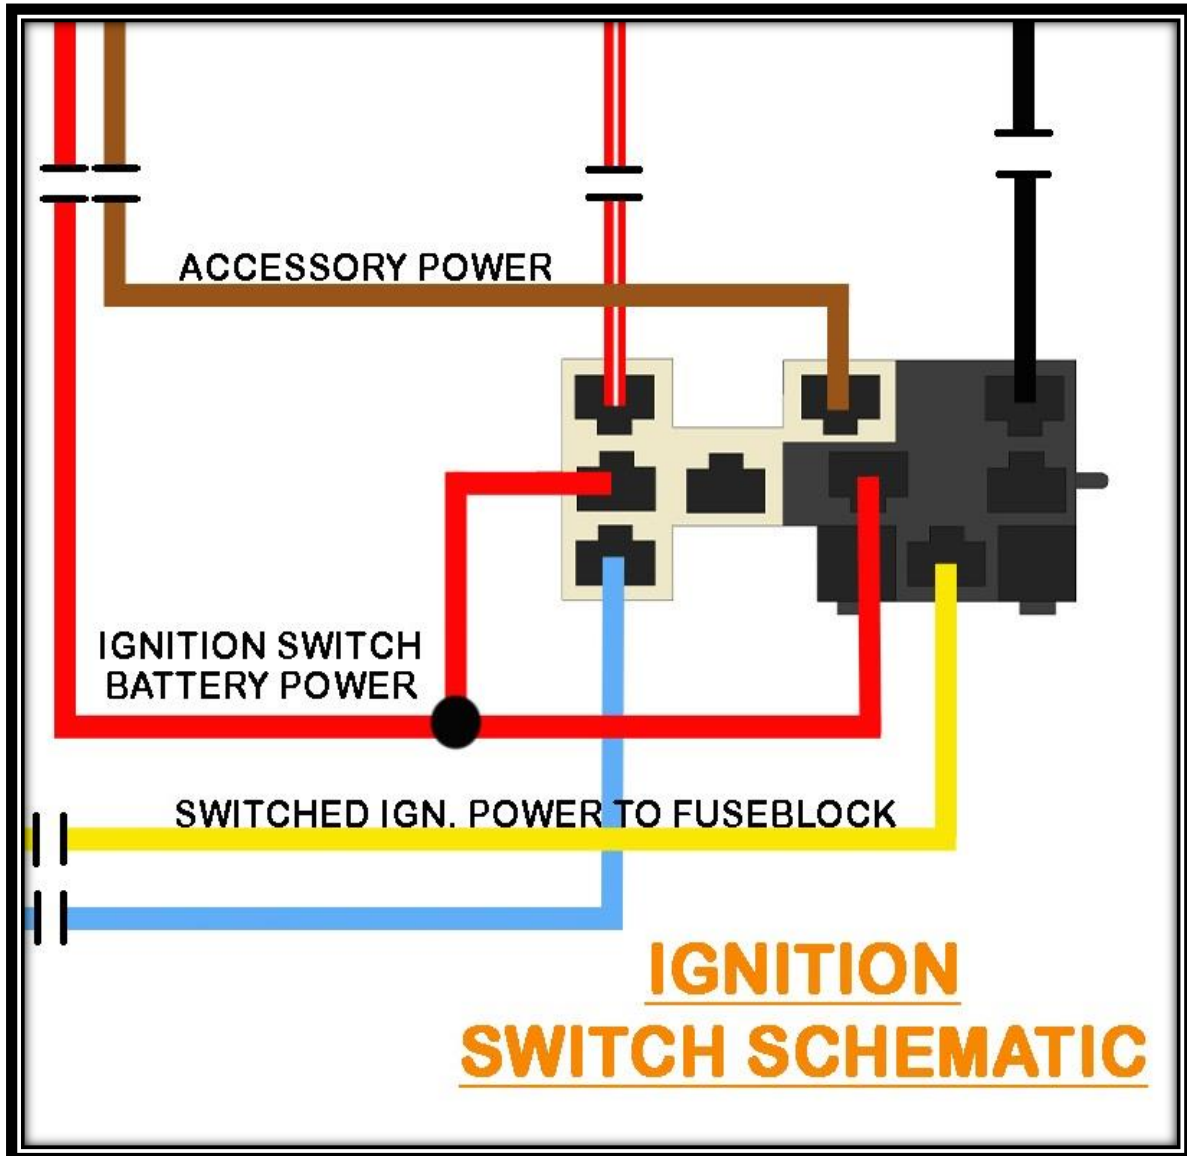 ACCESSORY POWER
IGNITION SWITCH
BATTERY POWER
SWITCHED IGN. POWER TO FUSEBLOCK
IGNITION
SWITCH SCHEMATIC